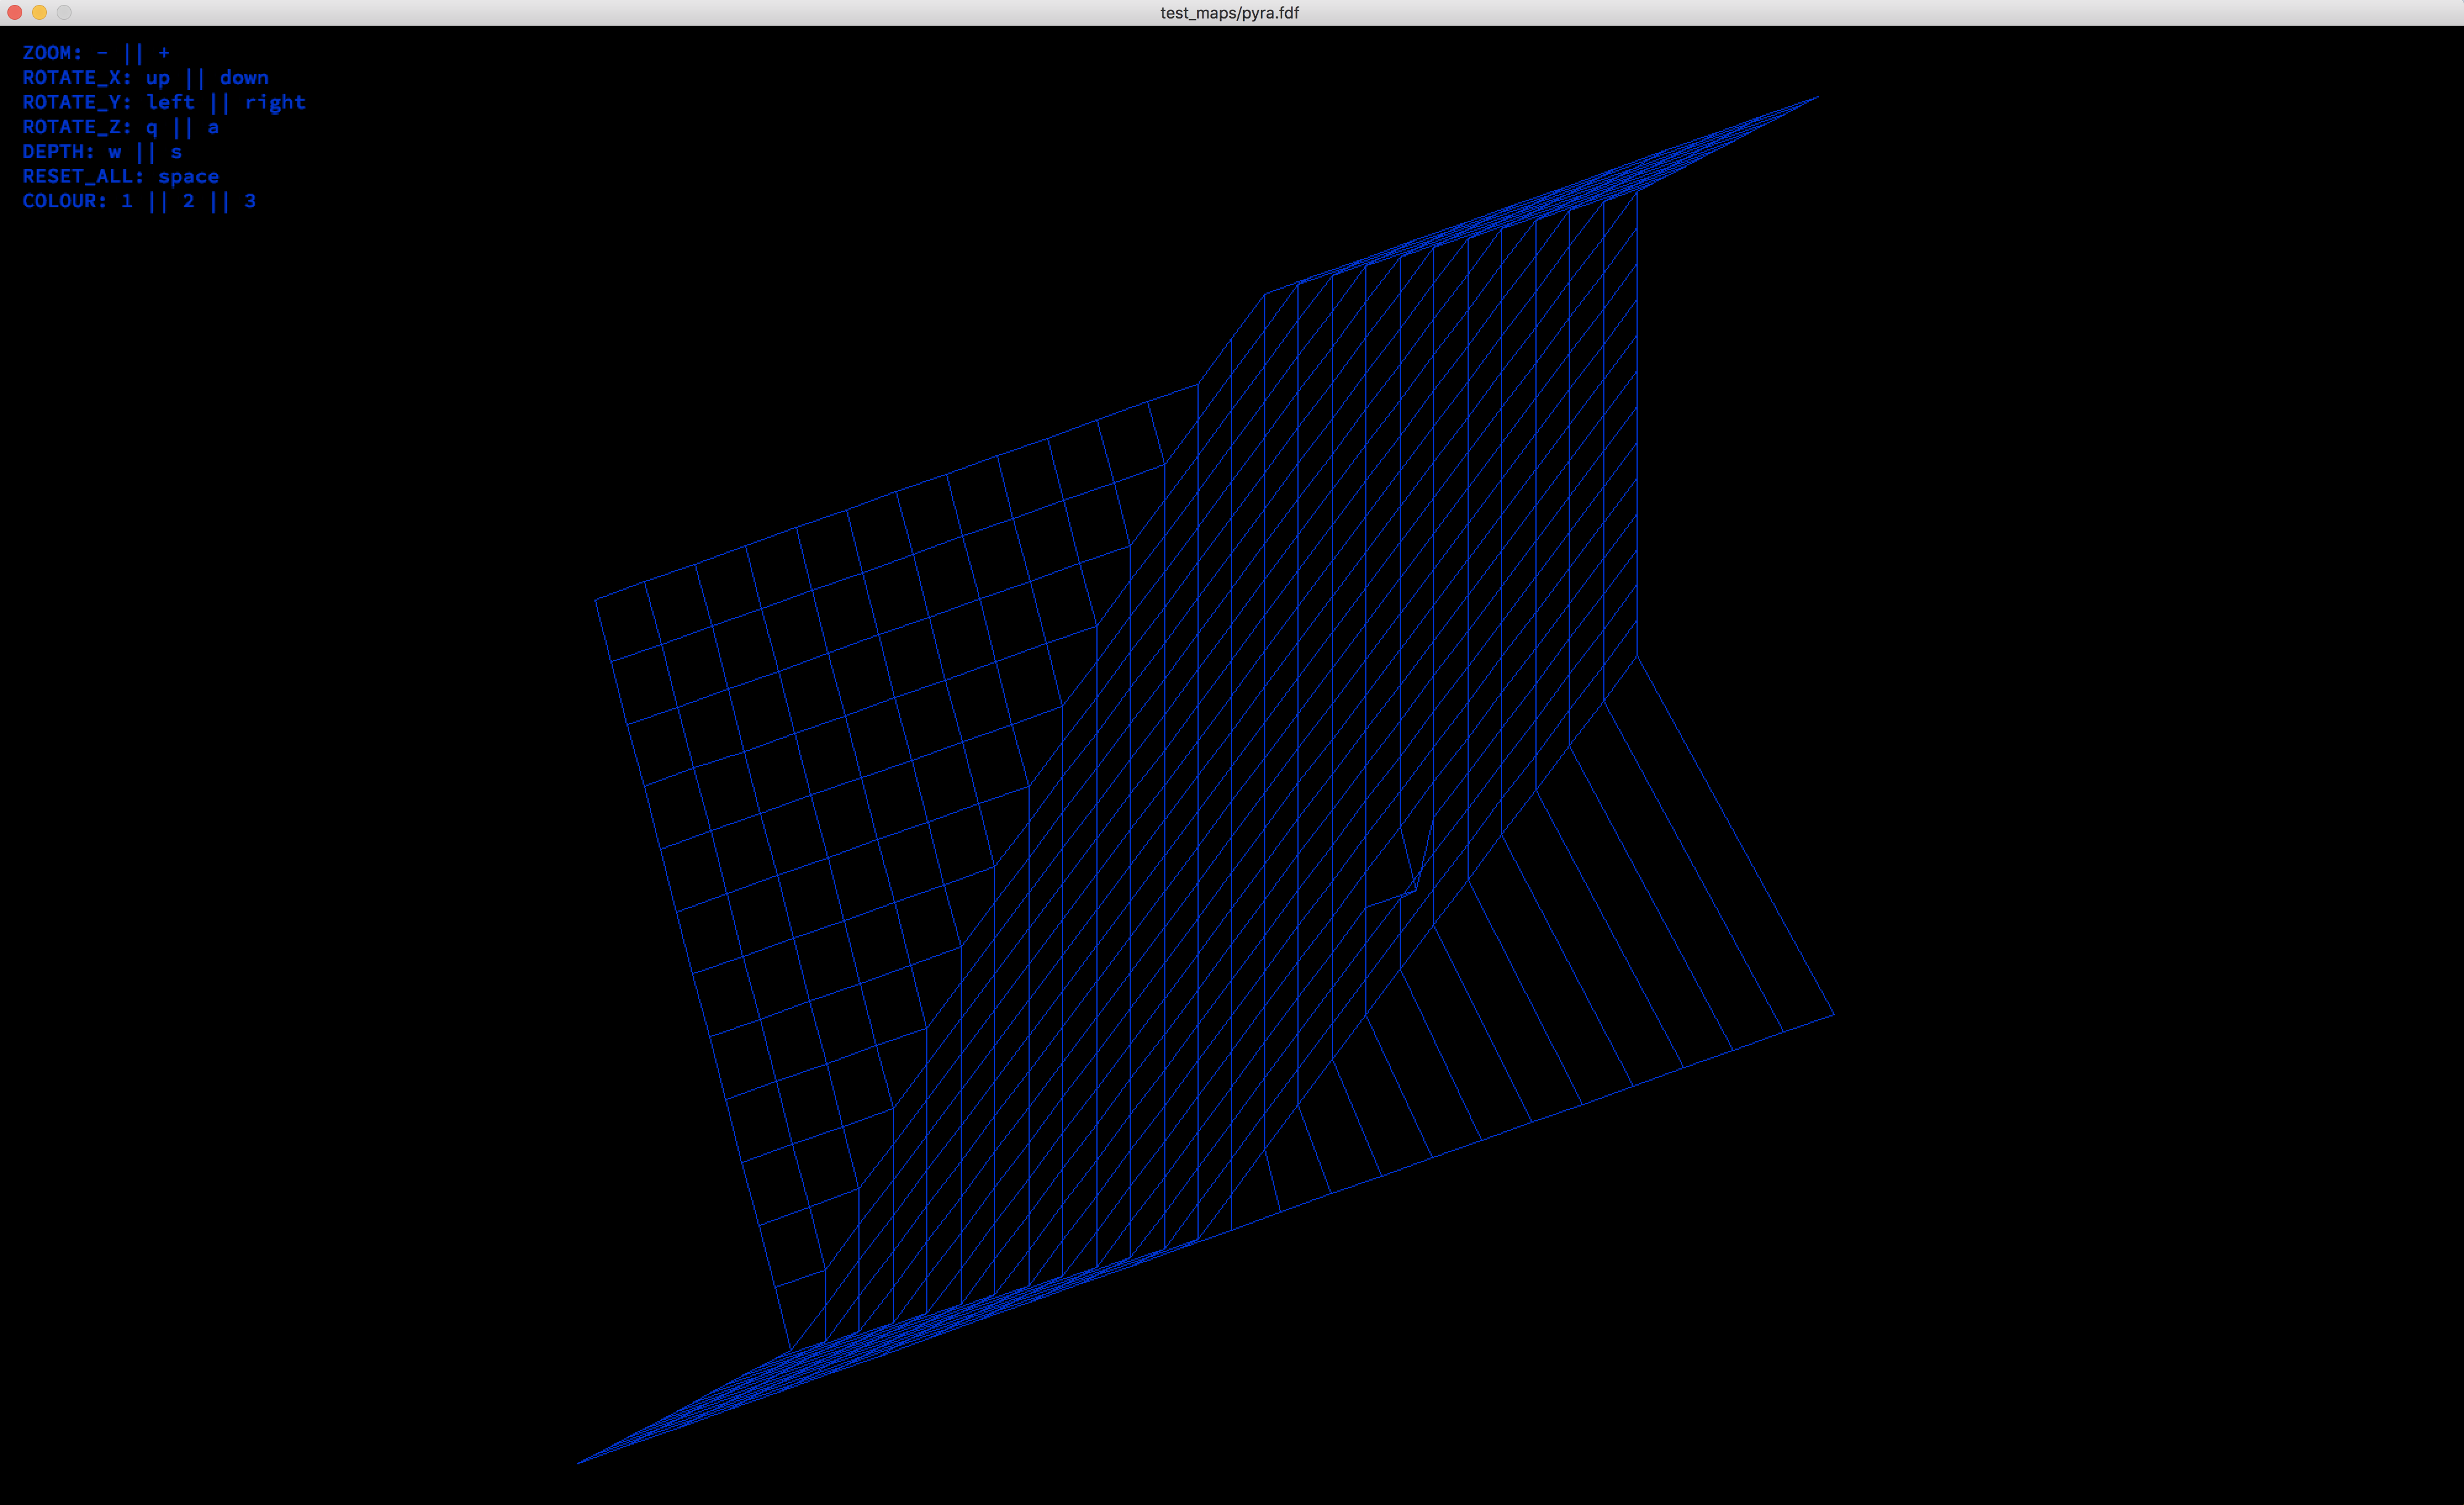 test_maps/pyra.fdf
ZOOM: - || +
ROTATE_X: up || down
ROTATE_Y: left || right
ROTATE_Z: q || a
DEPTH: w || s
RESET_ALL: space
COLOUR: 1 || 2 || 3